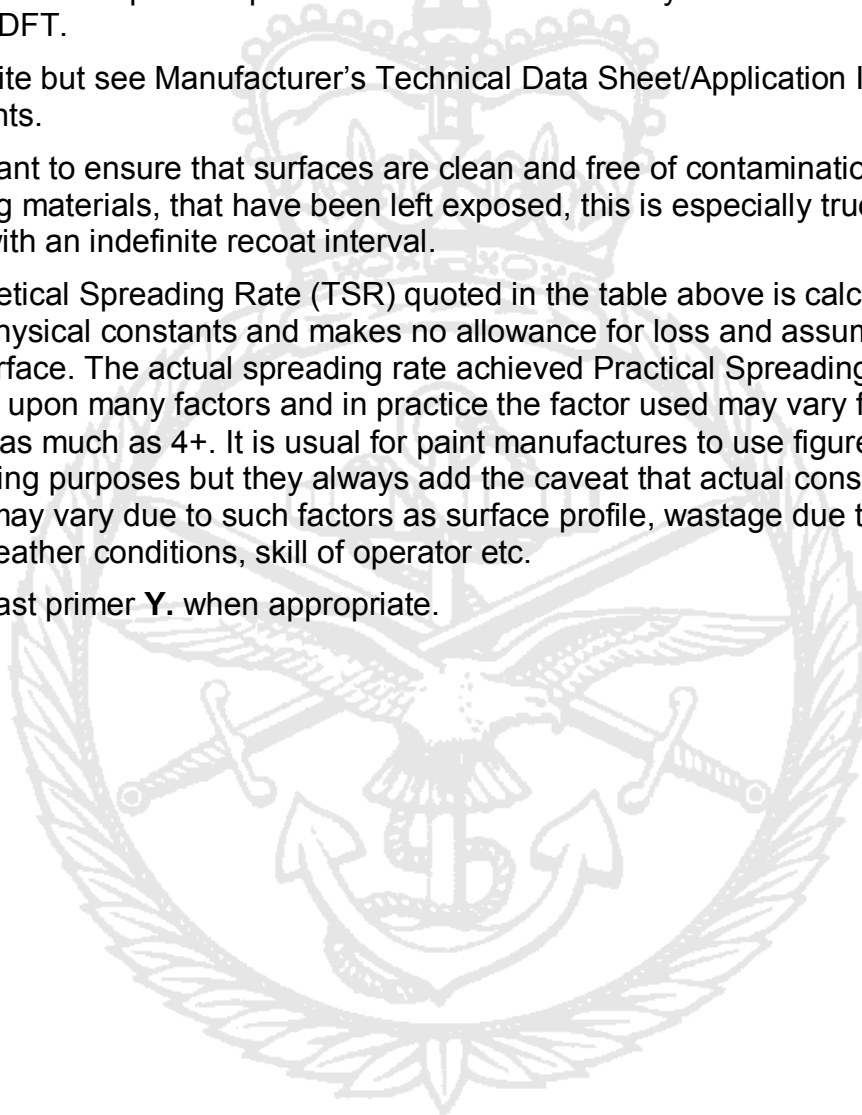 DFT.
ite but see Manufacturer’s Technical Data Sheet/Application I
nts.
ant to ensure that surfaces are clean and free of contaminatio
g materials, that have been left exposed, this is especially true
with an indefinite recoat interval.
etical Spreading Rate (TSR) quoted in the table above is calc
hysical constants and makes no allowance for loss and assum
rface. The actual spreading rate achieved Practical Spreading
upon many factors and in practice the factor used may vary f
as much as 4+. It is usual for paint manufactures to use figure
ing purposes but they always add the caveat that actual cons
may vary due to such factors as surface profile, wastage due t
eather conditions, skill of operator etc.
ast primer Y. when appropriate.